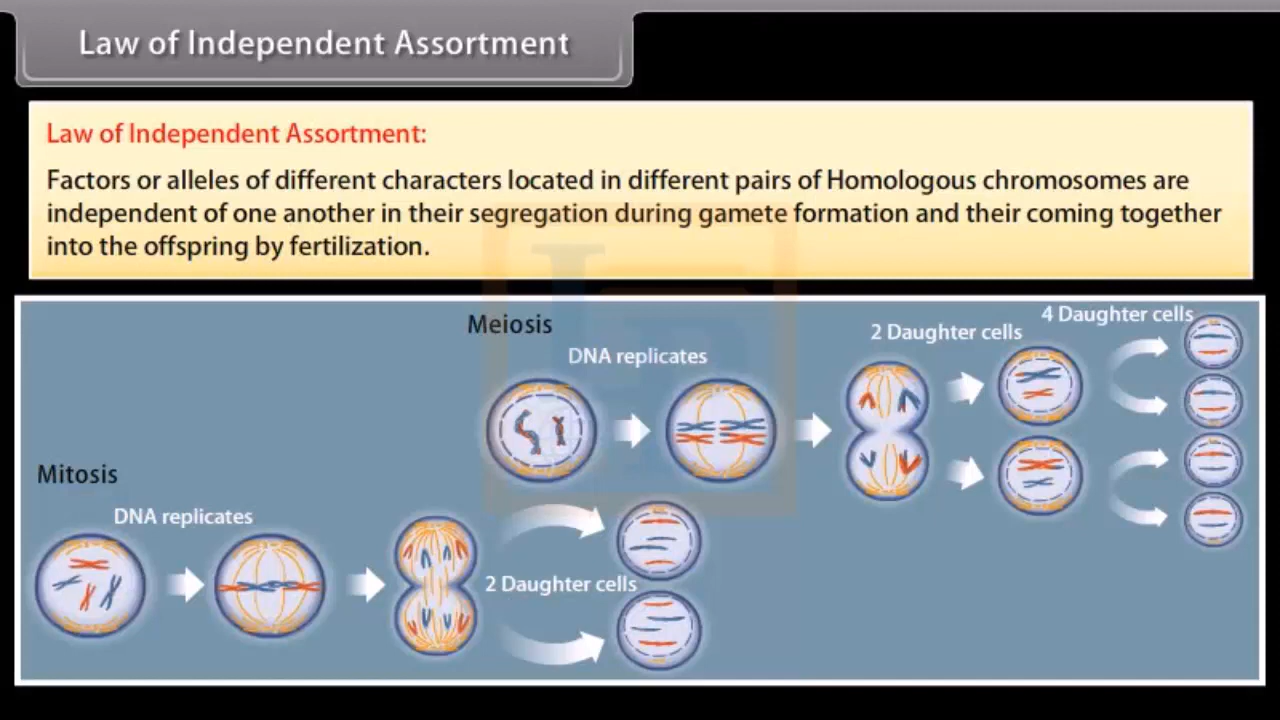 Law of Independent Assortment
Law of Independent Assortment:
Factors or alleles of different characters located in different pairs of Homologous chromosomes are
independent of one another in their segregation during gamete formation and their coming together
into the offspring by fertilization.
Meiosis
DNA replicates
2 Daughter cells
4 Daughter cells
Mitosis
DNA replicates
2 Daughter cells